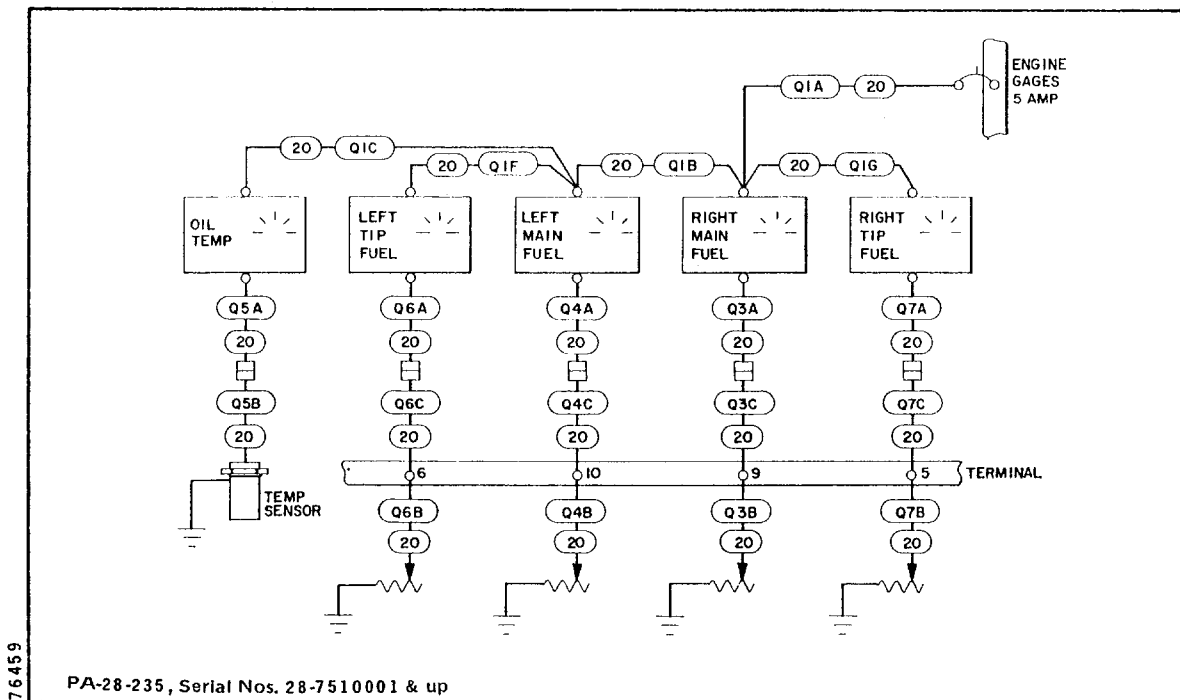 ENGINE
GAGES
5 AMP
Q1A 20
20 Q1C
20 Q1F
20 Q1B
20 Q1G
OIL
TEMP
LEFT
TIP
FUEL
LEFT
MAIN
FUEL
RIGHT
MAIN
FUEL
RIGHT
TIP
FUEL
Q5A Q6A Q4A Q3A Q7A
20 20 20 20 20
Q5B Q6C Q4C Q3C Q7C
20 20 20 20 20
6 10 9 5 TERMINAL
TEMP
SENSOR
Q6B Q4B Q3B Q7B
20 20 20 20
76459
PA-28-235, Serial Nos. 28-7510001 & up